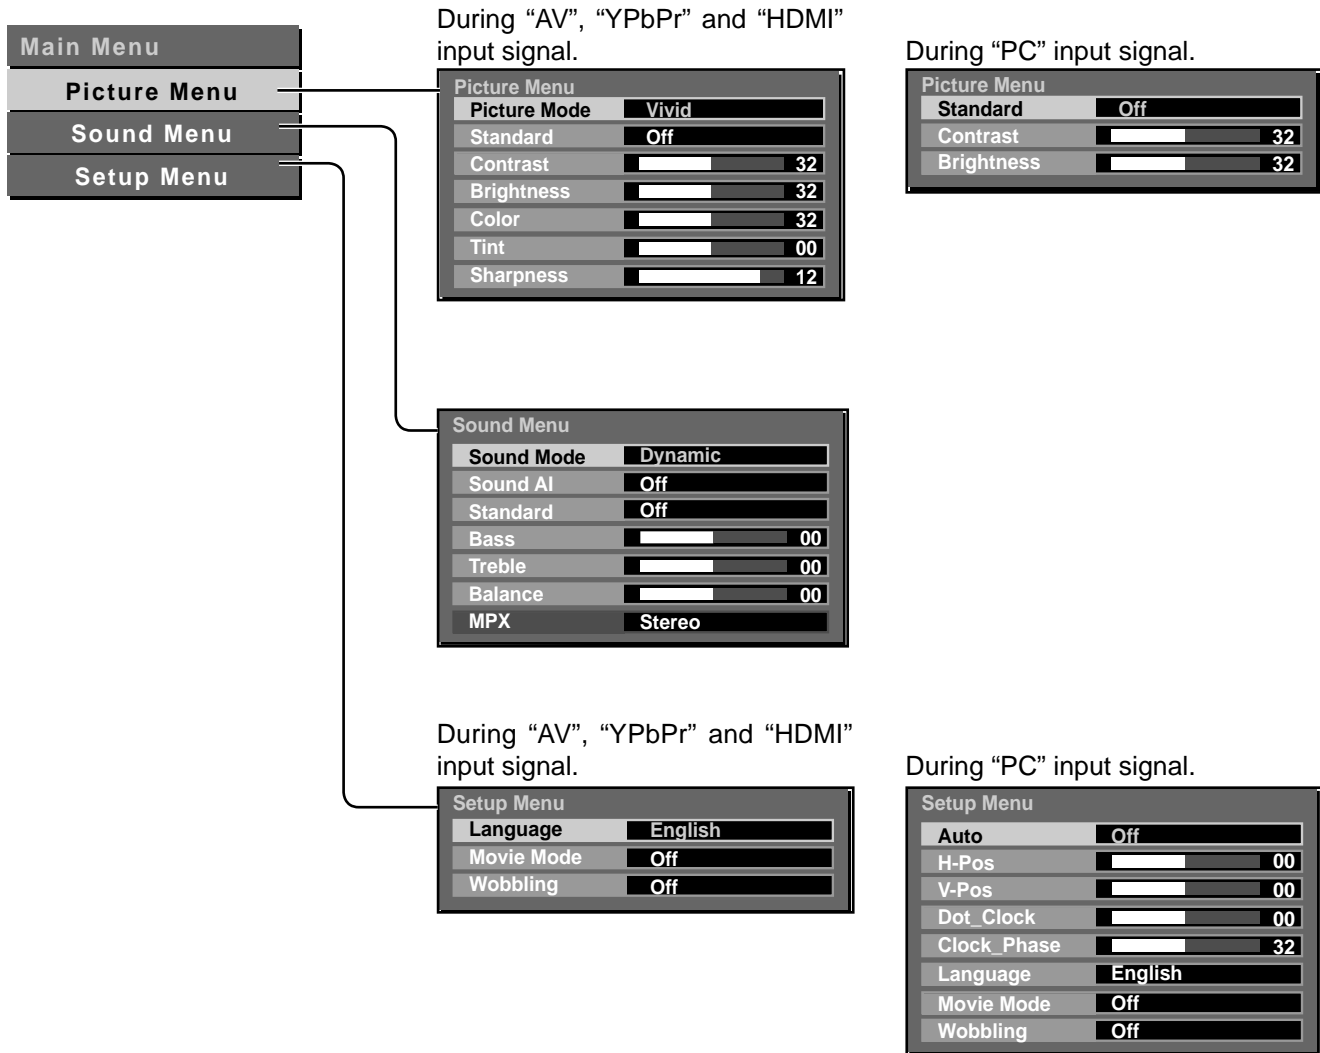 Main Menu
Picture Menu
Sound Menu
Setup Menu
During “AV”, “YPbPr” and “HDMI”
input signal.
Picture Menu
Picture Mode Vivid
Standard Off
Contrast 32
Brightness 32
Color 32
Tint 00
Sharpness 12
During “PC” input signal.
Picture Menu
Standard Off
Contrast 32
Brightness 32
Sound Menu
Sound Mode Dynamic
Sound AI Off
Standard Off
Bass 00
Treble 00
Balance 00
MPX Stereo
During “AV”, “YPbPr” and “HDMI”
input signal.
Setup Menu
Language English
Movie Mode Off
Wobbling Off
During “PC” input signal.
Setup Menu
Auto Off
H-Pos 00
V-Pos 00
Dot_Clock 00
Clock_Phase 32
Language English
Movie Mode Off
Wobbling Off